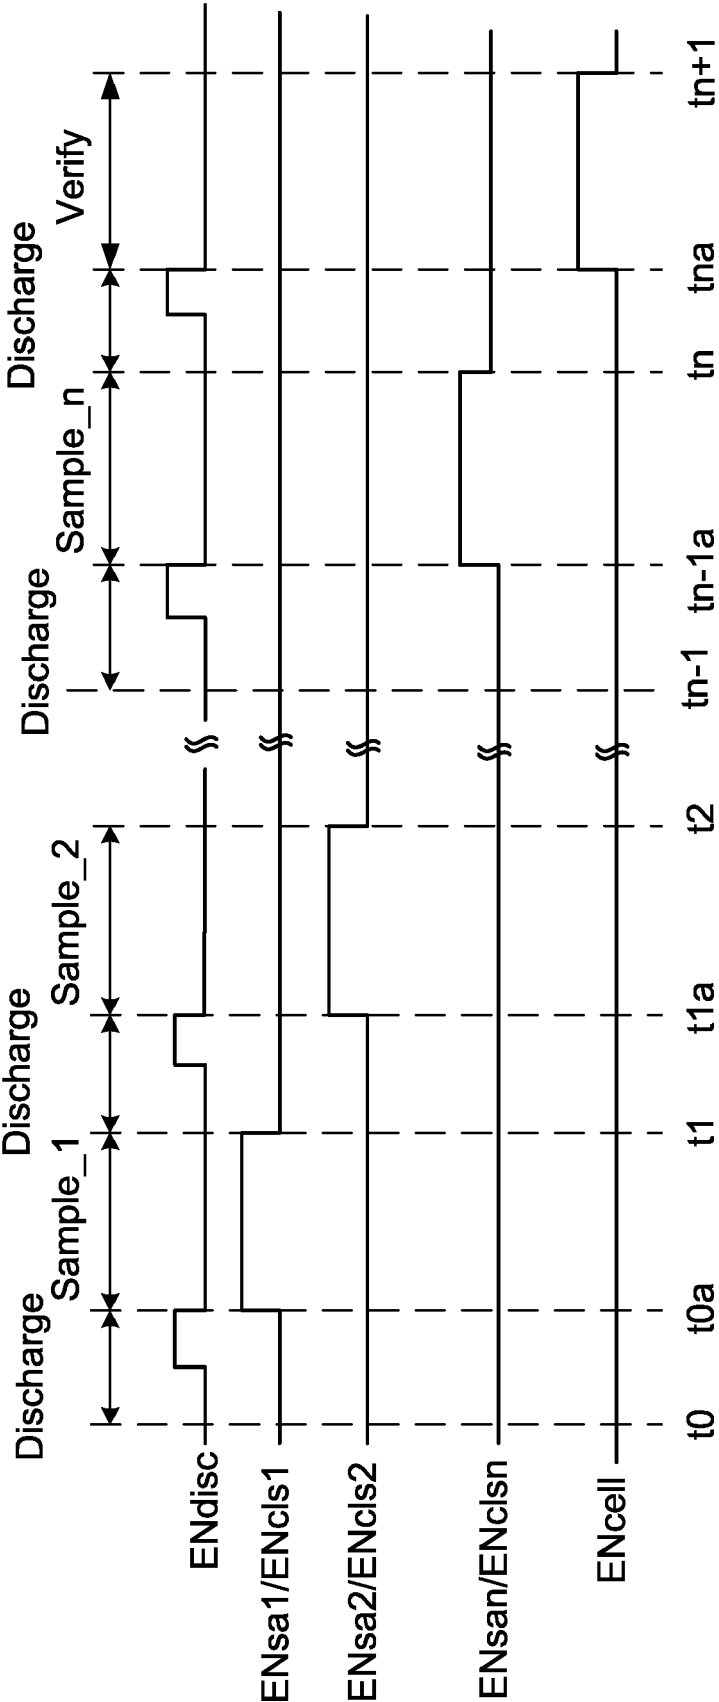 Discharge
Sample_1
Discharge
Sample_2
Discharge
Sample_n
Discharge
Verify
ENdisc
ENsa1/ENcls1
ENsa2/ENcls2
ENsan/ENclsn
ENcell
t0
t0a
t1
t1a
t2
tn-1
tn-1a
tn
tna
tn+1